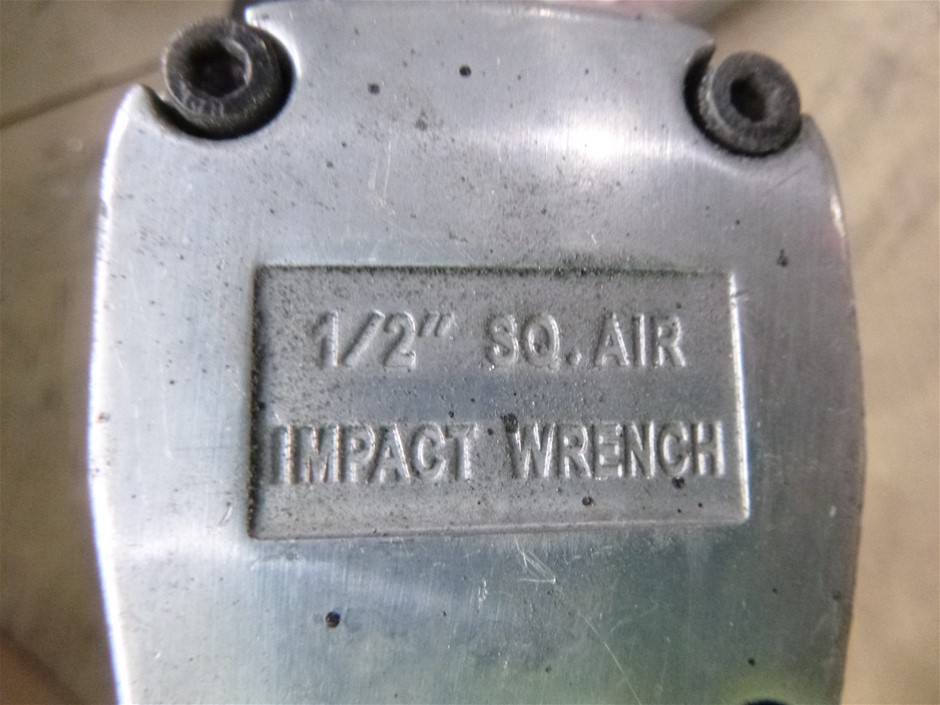 1/2" SQ. AIR
IMPACT WRENCH